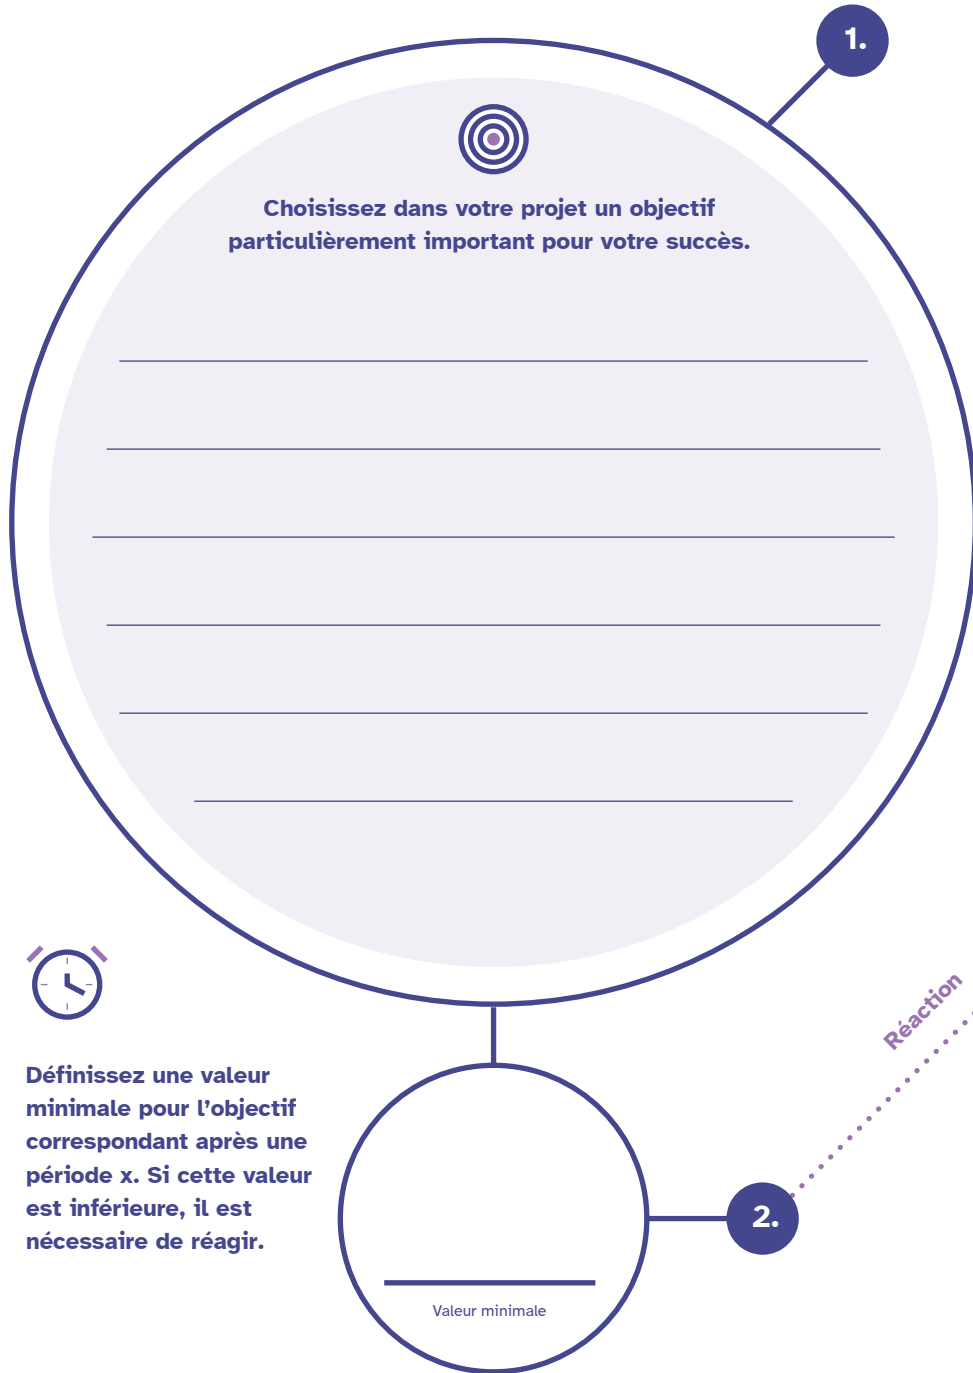 1.
Choisissez dans votre projet un objectif
particulièrement important pour votre succès.
Réaction
Définissez une valeur
minimale pour l’objectif
correspondant après une
période x. Si cette valeur
est inférieure, il est
nécessaire de réagir.
2.
Valeur minimale